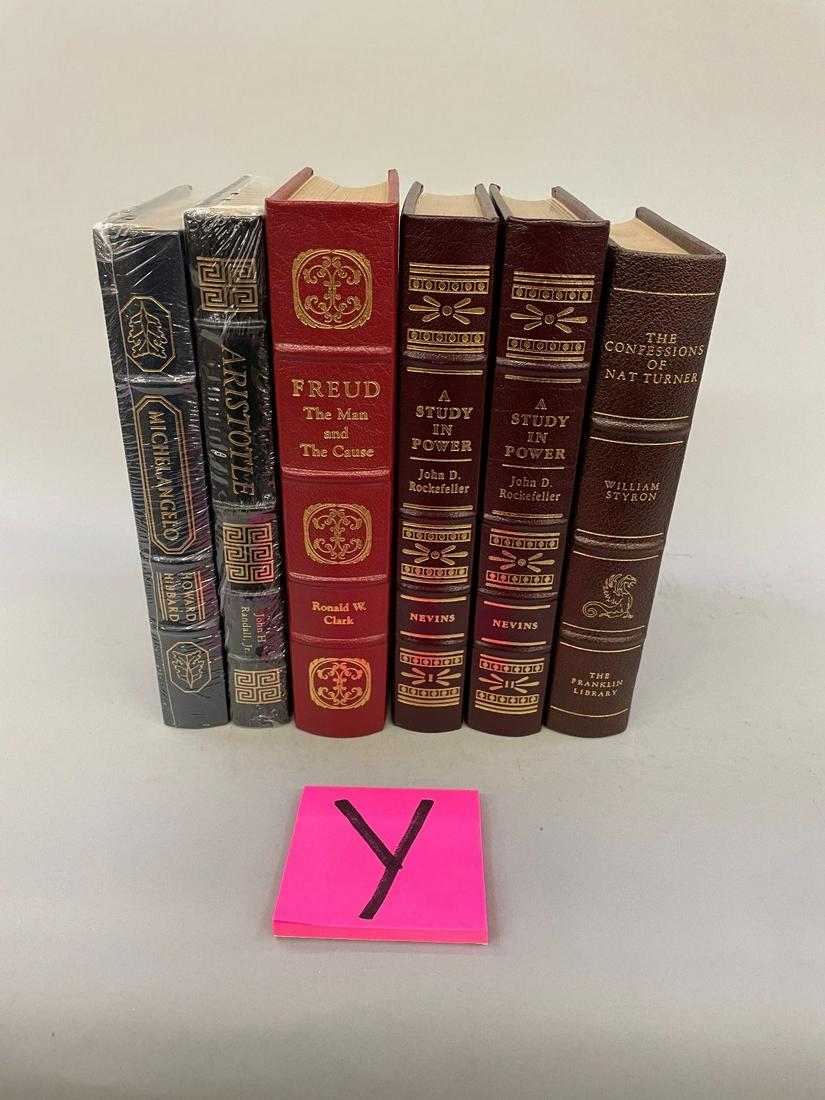 MICHELANGELO
HOWARD
HIBBARD
ARISTOTLE
John H.
Randall, Jr.
FREUD
The Man
and
The Cause
Ronald W.
Clark
A
STUDY
IN
POWER
John D.
Rockefeller
NEVINS
I
A
STUDY
IN
POWER
John D.
Rockefeller
NEVINS
II
THE
CONFESSIONS
OF
NAT TURNER
WILLIAM
STYRON
THE
FRANKLIN
LIBRARY
Y